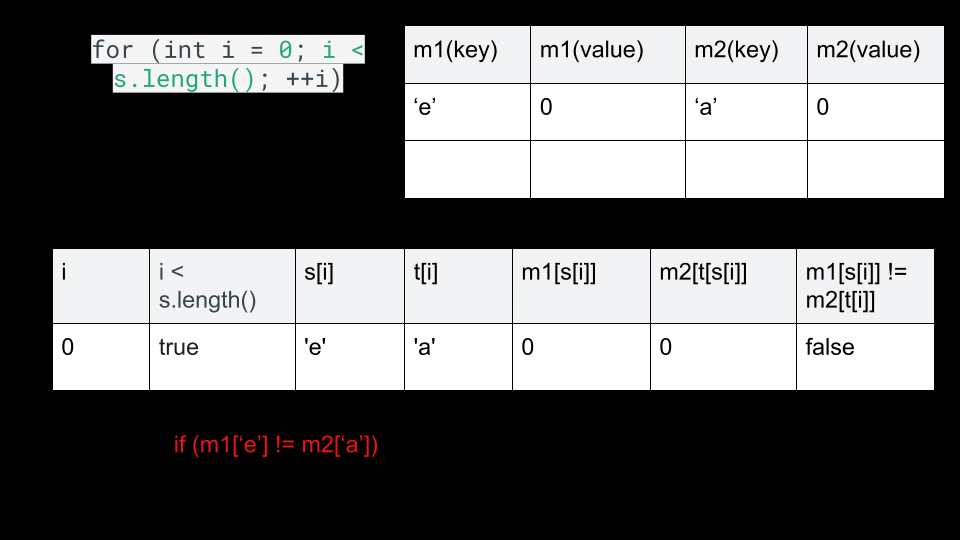 for (int i = 0; i <
s.length(); ++i)
m1(key) m1(value) m2(key) m2(value)
‘e’ 0 ‘a’ 0
i i < s[i] t[i] m1[s[i]] m2[t[s[i]] m1[s[i]] !=
s.length() m2[t[i]]
0 true 'e' 'a' 0 0 false
if (m1[‘e’] != m2[‘a’])